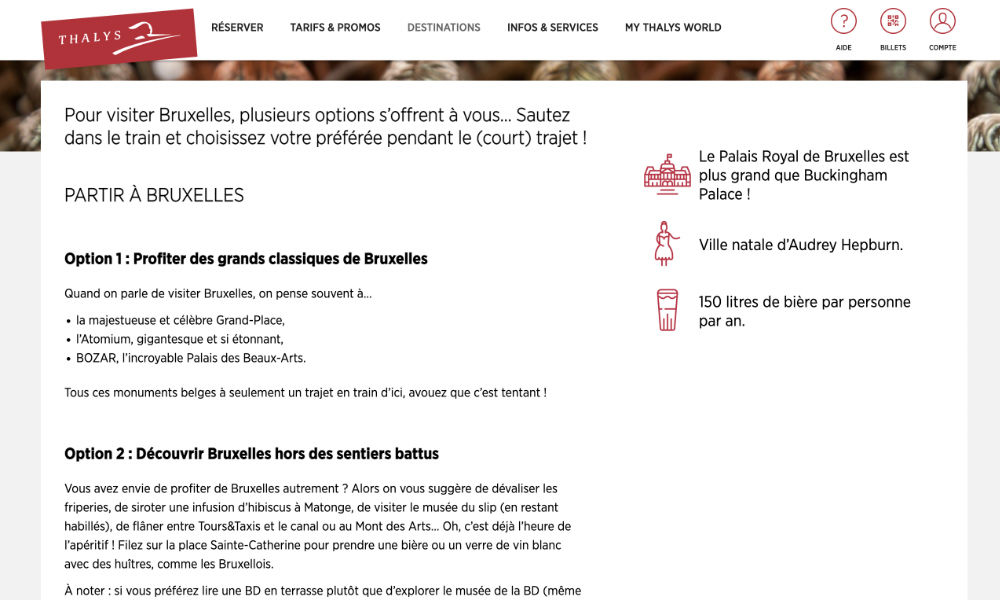 THALYS
RÉSERVER
TARIFS & PROMOS
DESTINATIONS
INFOS & SERVICES
MY THALYS WORLD
?
AIDE
BILLETS
COMPTE
Pour visiter Bruxelles, plusieurs options s’offrent à vous... Sautez
dans le train et choisissez votre préférée pendant le (court) trajet !
PARTIR À BRUXELLES
Option 1 : Profiter des grands classiques de Bruxelles
Quand on parle de visiter Bruxelles, on pense souvent à...
• la majestueuse et célèbre Grand-Place,
• l’Atomium, gigantesque et si étonnant,
• BOZAR, l’incroyable Palais des Beaux-Arts.
Tous ces monuments belges à seulement un trajet en train d’ici, avouez que c’est tentant !
Option 2 : Découvrir Bruxelles hors des sentiers battus
Vous avez envie de profiter de Bruxelles autrement ? Alors on vous suggère de dévaliser les
friperies, de siroter une infusion d’hibiscus à Matonge, de visiter le musée du slip (en restant
habillés), de flâner entre Tours&Taxis et le canal ou au Mont des Arts... Oh, c’est déjà l’heure de
l’apéritif ! Filez sur la place Sainte-Catherine pour prendre une bière ou un verre de vin blanc
avec des huîtres, comme les Bruxellois.
À noter : si vous préférez lire une BD en terrasse plutôt que d’explorer le musée de la BD (même
Le Palais Royal de Bruxelles est
plus grand que Buckingham
Palace !
Ville natale d’Audrey Hepburn.
150 litres de bière par personne
par an.